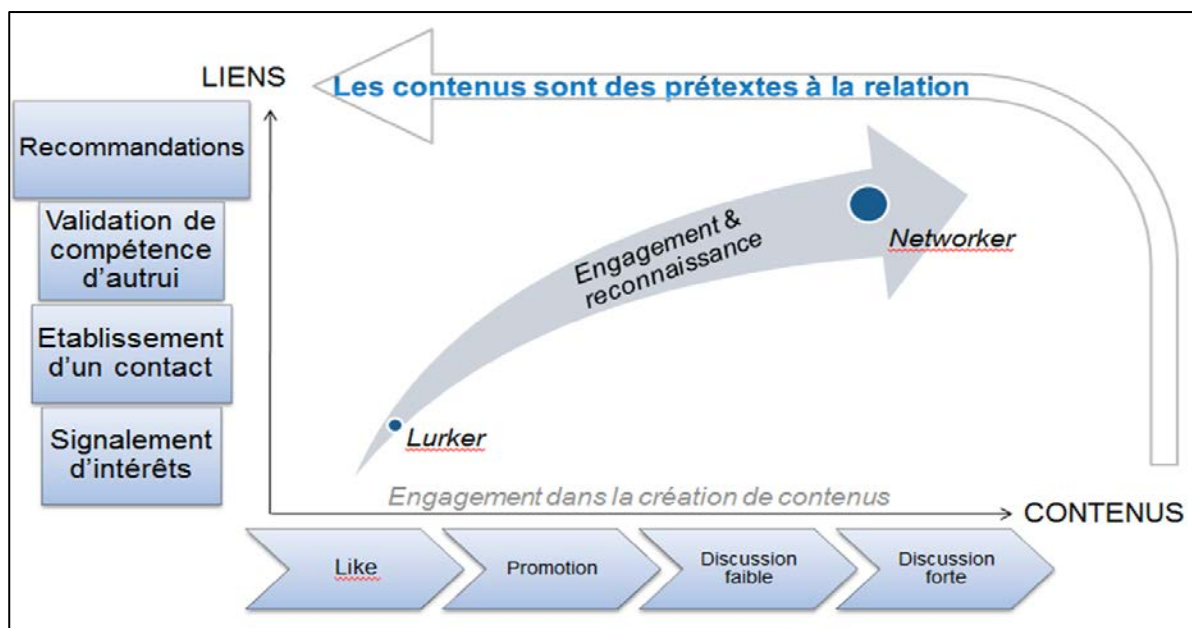 LIENS
Les contenus sont des prétextes à la relation
Recommandations
Validation de
compétence
d'autrui
Etablissement
d'un contact
Signalement
d'intérêts
Engagement &
reconnaissance
Networker
Lurker
Engagement dans la création de contenus
CONTENUS
Like
Promotion
Discussion
faible
Discussion
forte